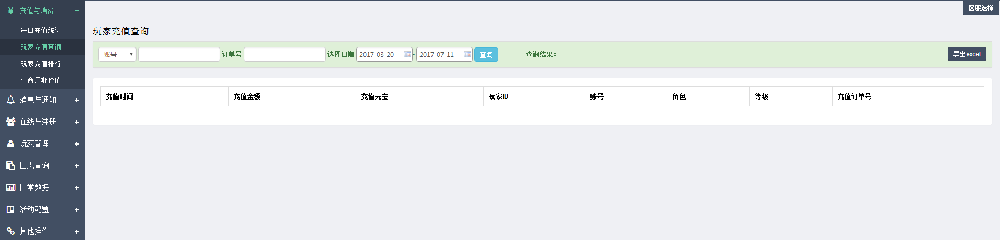 充值与消费
每日充值统计
玩家充值查询
玩家充值排行
生命周期价值
消息与通知
在线与注册
玩家管理
日志查询
日常数据
活动配置
其他操作
区服选择
玩家充值查询
账号 订单号 选择日期 2017-03-20 - 2017-07-11 查询 查询结果： 导出excel
充值时间 充值金额 充值元宝 玩家ID 账号 角色 等级 充值订单号